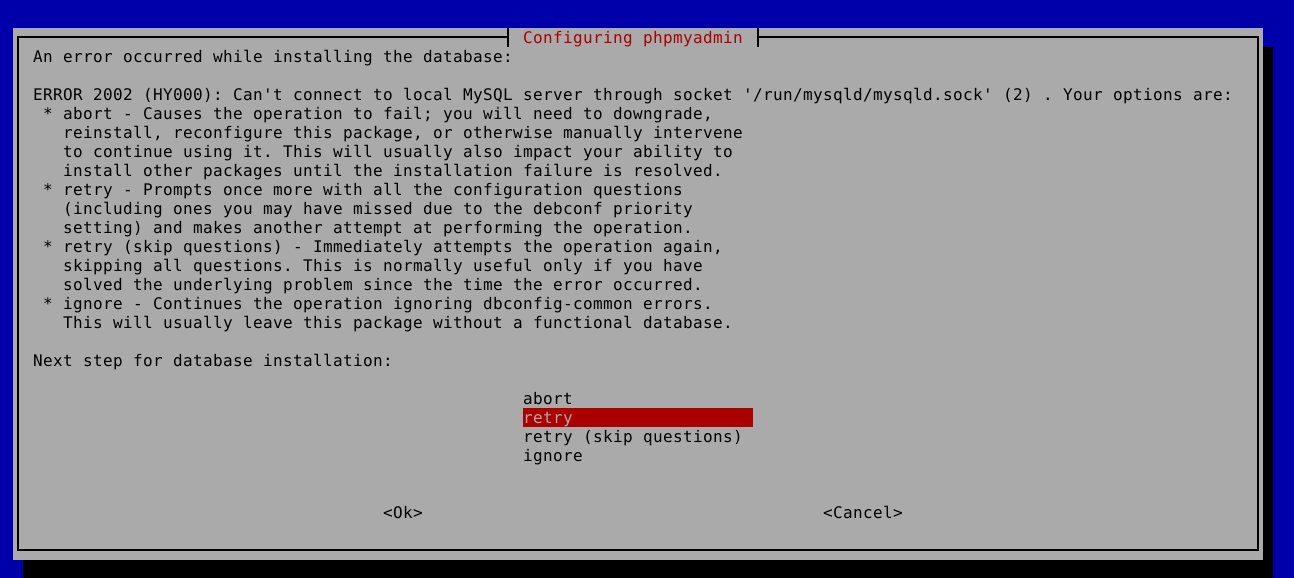 Configuring phpmyadmin
An error occurred while installing the database:
ERROR 2002 (HY000): Can't connect to local MySQL server through socket '/run/mysqld/mysqld.sock' (2) . Your options are:
* abort - Causes the operation to fail; you will need to downgrade,
reinstall, reconfigure this package, or otherwise manually intervene
to continue using it. This will usually also impact your ability to
install other packages until the installation failure is resolved.
* retry - Prompts once more with all the configuration questions
(including ones you may have missed due to the debconf priority
setting) and makes another attempt at performing the operation.
* retry (skip questions) - Immediately attempts the operation again,
skipping all questions. This is normally useful only if you have
solved the underlying problem since the time the error occurred.
* ignore - Continues the operation ignoring dbconfig-common errors.
This will usually leave this package without a functional database.
Next step for database installation:
abort
retry
retry (skip questions)
ignore
<Ok> <Cancel>